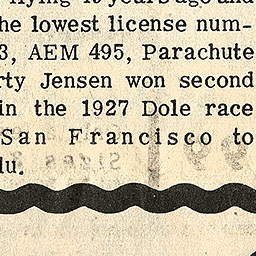 flying 40 years ago and
he lowest license num-
3, AEM 495, Parachute
rty Jensen won second
in the 1927 Dole race
San Francisco to
lu.